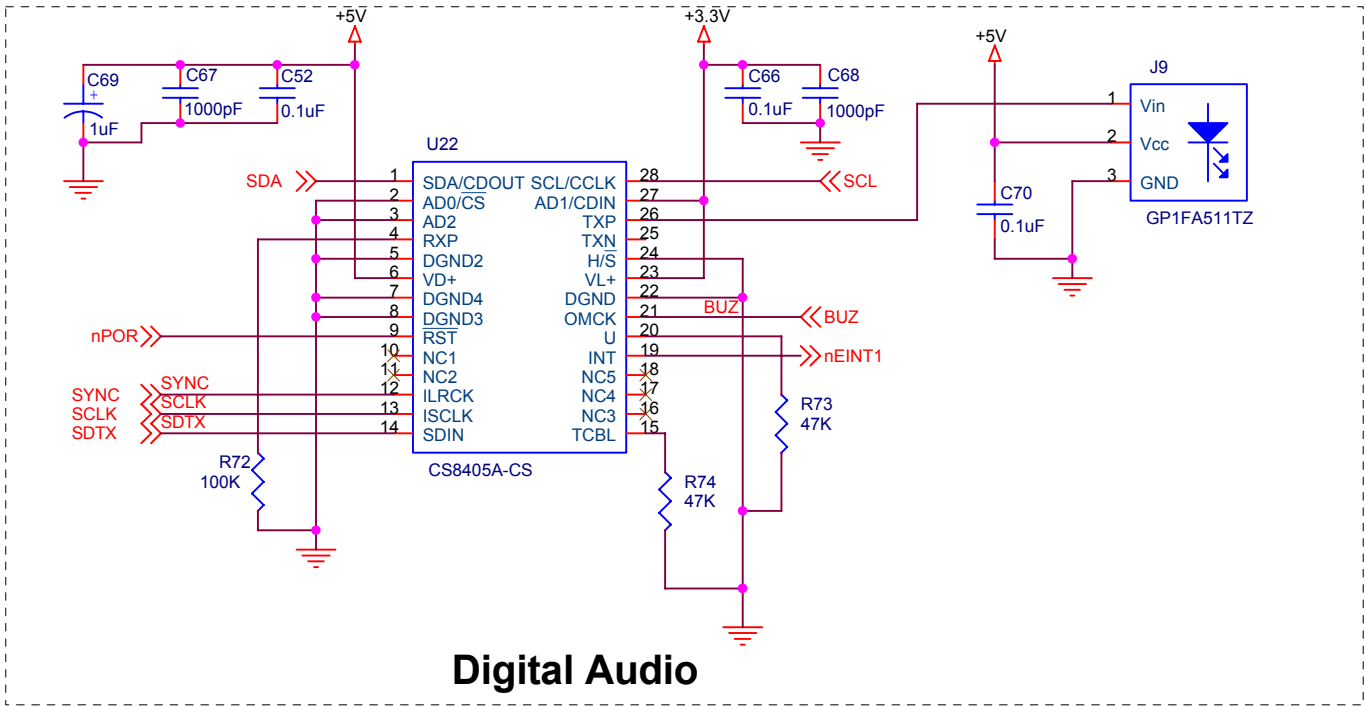 +5V
+3.3V
+5V
C69
+
1uF
C67
1000pF
C52
0.1uF
C66
0.1uF
C68
1000pF
C70
0.1uF
J9
1 Vin
2 Vcc
3 GND
GP1FA511TZ
U22
SDA
1 SDA/CDOUT
2 AD0/CS
3 AD2
4 RXP
5 DGND2
6 VD+
7 DGND4
8 DGND3
nPOR
9 RST
10 NC1
11 NC2
SYNC SYNC 12 ILRCK
SCLK SCLK 13 ISCLK
SDTX SDTX 14 SDIN
SCL/CCLK 28 SCL
AD1/CDIN 27
TXP 26
TXN 25
H/S 24
VL+ 23
DGND 22
OMCK 21 BUZ BUZ
U 20
INT 19 nEINT1
NC5 18
NC4 17
NC3 16
TCBL 15
CS8405A-CS
R72
100K
R73
47K
R74
47K
Digital Audio